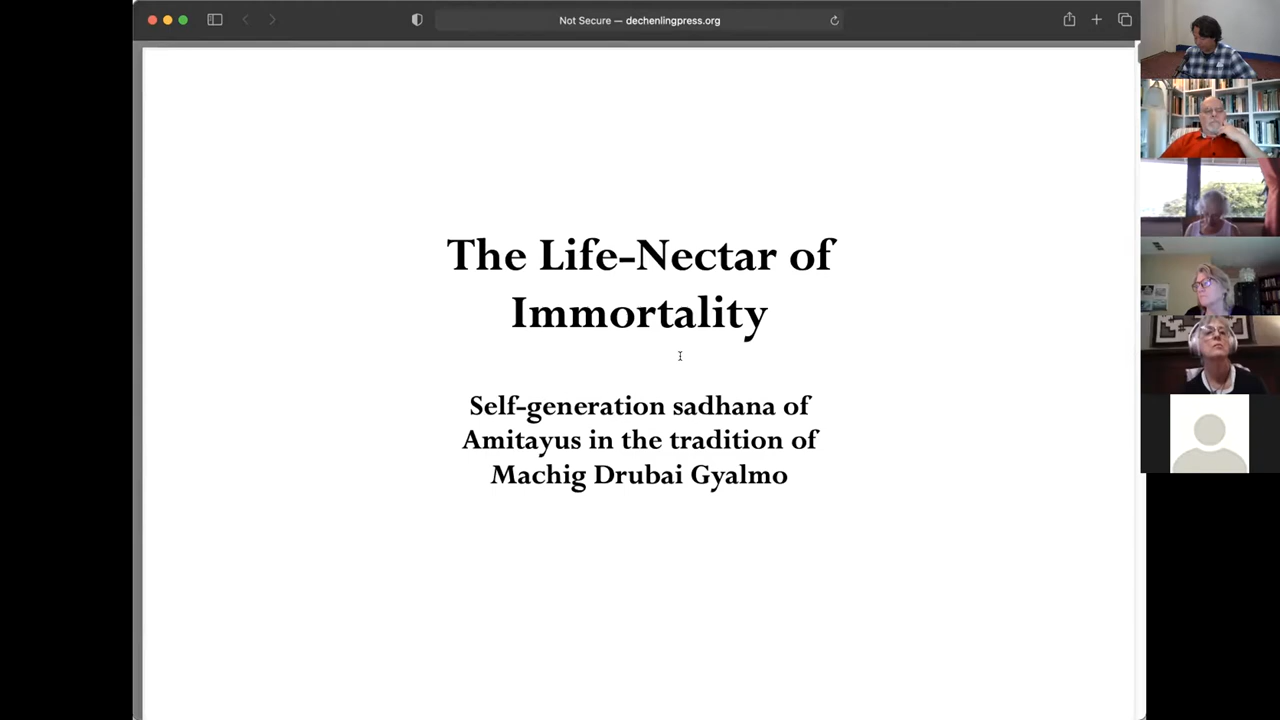 Not Secure — dechenlingpress.org
The Life-Nectar of
Immortality
Self-generation sadhana of
Amitayus in the tradition of
Machig Drubai Gyalmo